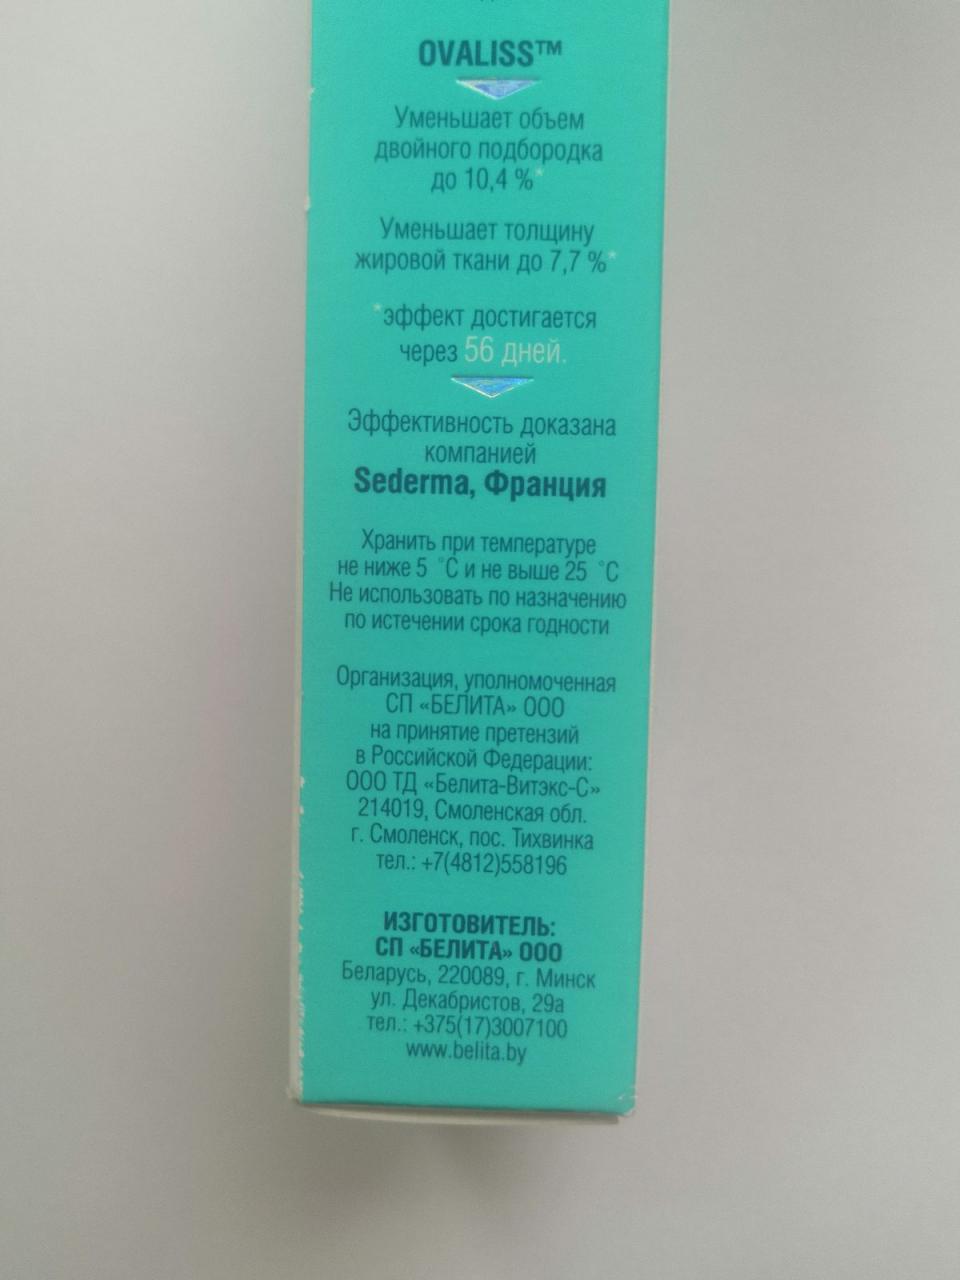 OVALISS™
Уменьшает объем
двойного подбородка
до 10,4 %*
Уменьшает толщину
жировой ткани до 7,7 %*
*эффект достигается
через 56 дней.
Эффективность доказана
компанией
Sederma, Франция
Хранить при температуре
не ниже 5 °С и не выше 25 °С
Не использовать по назначению
по истечении срока годности
Организация, уполномоченная
СП «БЕЛИТА» ООО
на принятие претензий
в Российской Федерации:
ООО ТД «Белита-Витэкс-С»
214019, Смоленская обл.
г. Смоленск, пос. Тихвинка
тел.: +7(4812)558196
ИЗГОТОВИТЕЛЬ:
СП «БЕЛИТА» ООО
Беларусь, 220089, г. Минск
ул. Декабристов, 29а
тел.: +375(17)3007100
www.belita.by